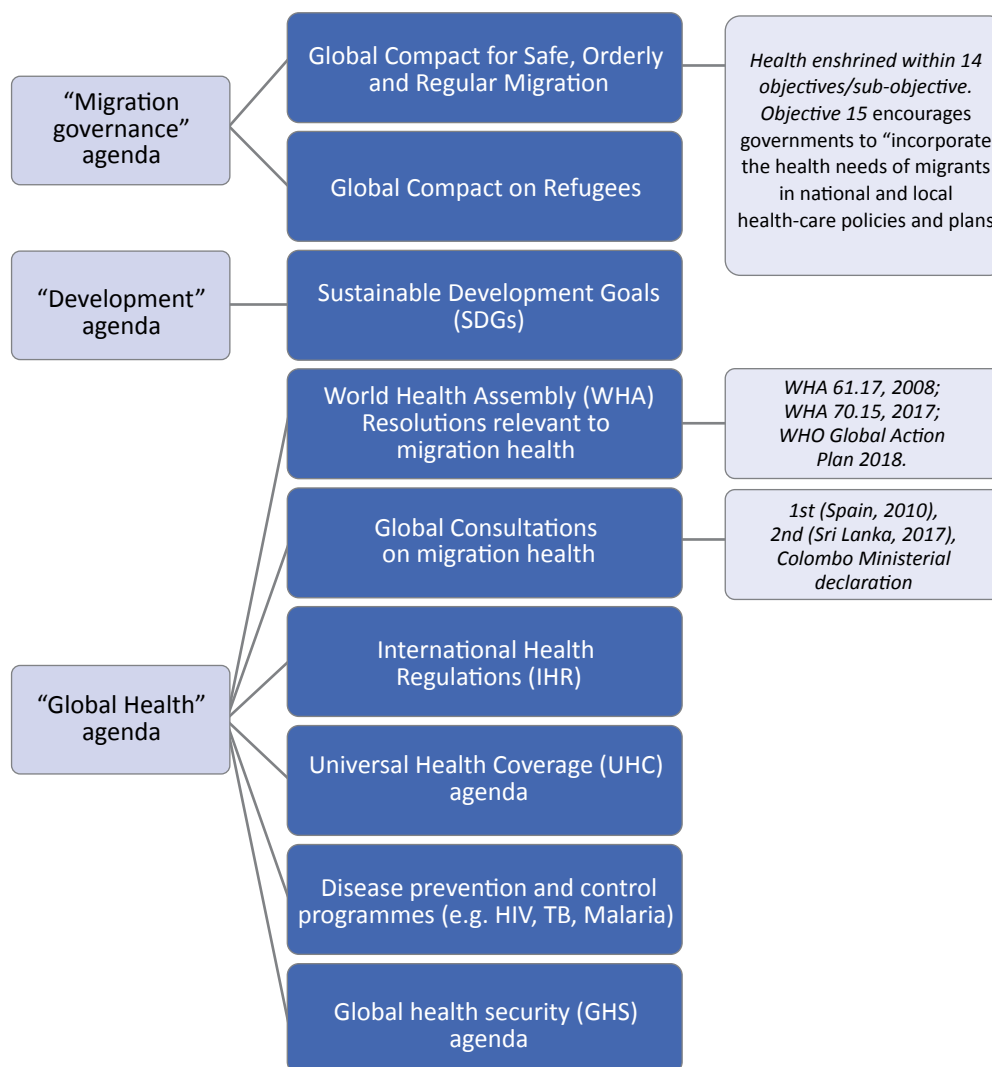 “Migration
governance”
agenda
Global Compact for Safe, Orderly
and Regular Migration
Health enshrined within 14
objectives/sub-objective.
Objective 15 encourages
governments to “incorporate
the health needs of migrants
in national and local
health-care policies and plans
Global Compact on Refugees
“Development”
agenda
Sustainable Development Goals
(SDGs)
“Global Health”
agenda
World Health Assembly (WHA)
Resolutions relevant to
migration health
WHA 61.17, 2008;
WHA 70.15, 2017;
WHO Global Action
Plan 2018.
Global Consultations
on migration health
1st (Spain, 2010),
2nd (Sri Lanka, 2017),
Colombo Ministerial
declaration
International Health
Regulations (IHR)
Universal Health Coverage (UHC)
agenda
Disease prevention and control
programmes (e.g. HIV, TB, Malaria)
Global health security (GHS)
agenda